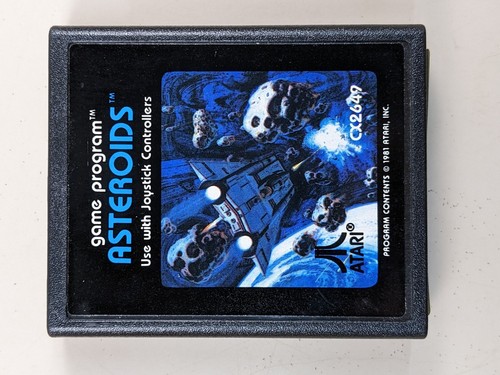 game program™
ASTEROIDS™
Use with Joystick Controllers
CX2649
ATARI®
PROGRAM CONTENTS © 1981 ATARI, INC.